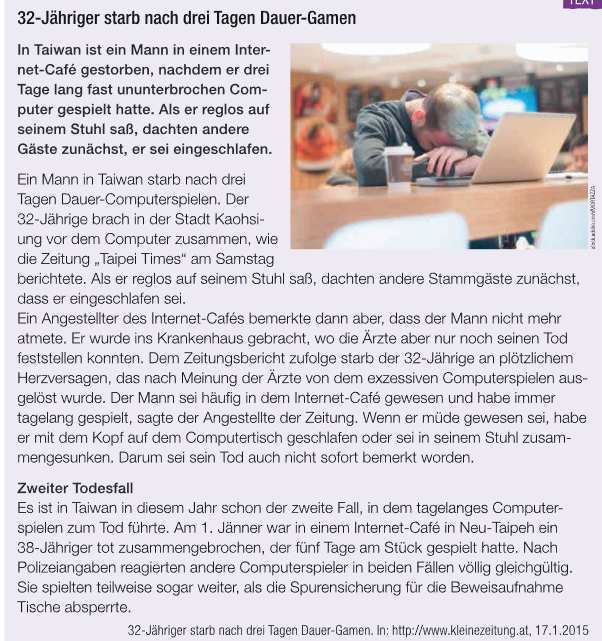 TEXT
32-Jähriger starb nach drei Tagen Dauer-Gamen
In Taiwan ist ein Mann in einem Inter-
net-Café gestorben, nachdem er drei
Tage lang fast ununterbrochen Com-
puter gespielt hatte. Als er reglos auf
seinem Stuhl saß, dachten andere
Gäste zunächst, er sei eingeschlafen.
Ein Mann in Taiwan starb nach drei
Tagen Dauer-Computerspielen. Der
32-Jährige brach in der Stadt Kaohsi-
ung vor dem Computer zusammen, wie
die Zeitung „Taipei Times“ am Samstag
berichtete. Als er reglos auf seinem Stuhl saß, dachten andere Stammgäste zunächst,
dass er eingeschlafen sei.
Ein Angestellter des Internet-Cafés bemerkte dann aber, dass der Mann nicht mehr
atmete. Er wurde ins Krankenhaus gebracht, wo die Ärzte aber nur noch seinen Tod
feststellen konnten. Dem Zeitungsbericht zufolge starb der 32-Jährige an plötzlichem
Herzversagen, das nach Meinung der Ärzte von dem exzessiven Computerspielen aus-
gelöst wurde. Der Mann sei häufig in dem Internet-Café gewesen und habe immer
tagelang gespielt, sagte der Angestellte der Zeitung. Wenn er müde gewesen sei, habe
er mit dem Kopf auf dem Computertisch geschlafen oder sei in seinem Stuhl zusam-
mengesunken. Darum sei sein Tod auch nicht sofort bemerkt worden.
Zweiter Todesfall
Es ist in Taiwan in diesem Jahr schon der zweite Fall, in dem tagelanges Computer-
spielen zum Tod führte. Am 1. Jänner war in einem Internet-Café in Neu-Taipeh ein
38-Jähriger tot zusammengebrochen, der fünf Tage am Stück gespielt hatte. Nach
Polizeiangaben reagierten andere Computerspieler in beiden Fällen völlig gleichgültig.
Sie spielten teilweise sogar weiter, als die Spurensicherung für die Beweisaufnahme
Tische absperrte.
32-Jähriger starb nach drei Tagen Dauer-Gamen. In: http://www.kleinezeitung.at, 17.1.2015